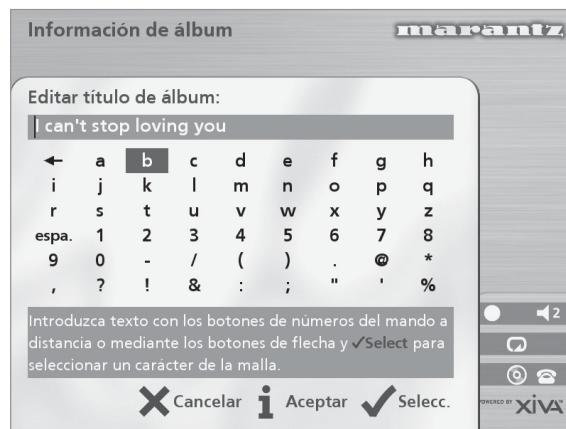 Información de álbum
marantz
Editar título de álbum:
I can't stop loving you
← a b c d e f g h
i j k l m n o p q
r s t u v w x y z
espa. 1 2 3 4 5 6 7 8
9 0 - / ( ) . @ *
, ? ! & : ; " ' %
Introduzca texto con los botones de números del mando a
distancia o mediante los botones de flecha y ✓Select para
seleccionar un carácter de la malla.
Cancelar i Aceptar Selecc.
2
POWERED BY XiVA